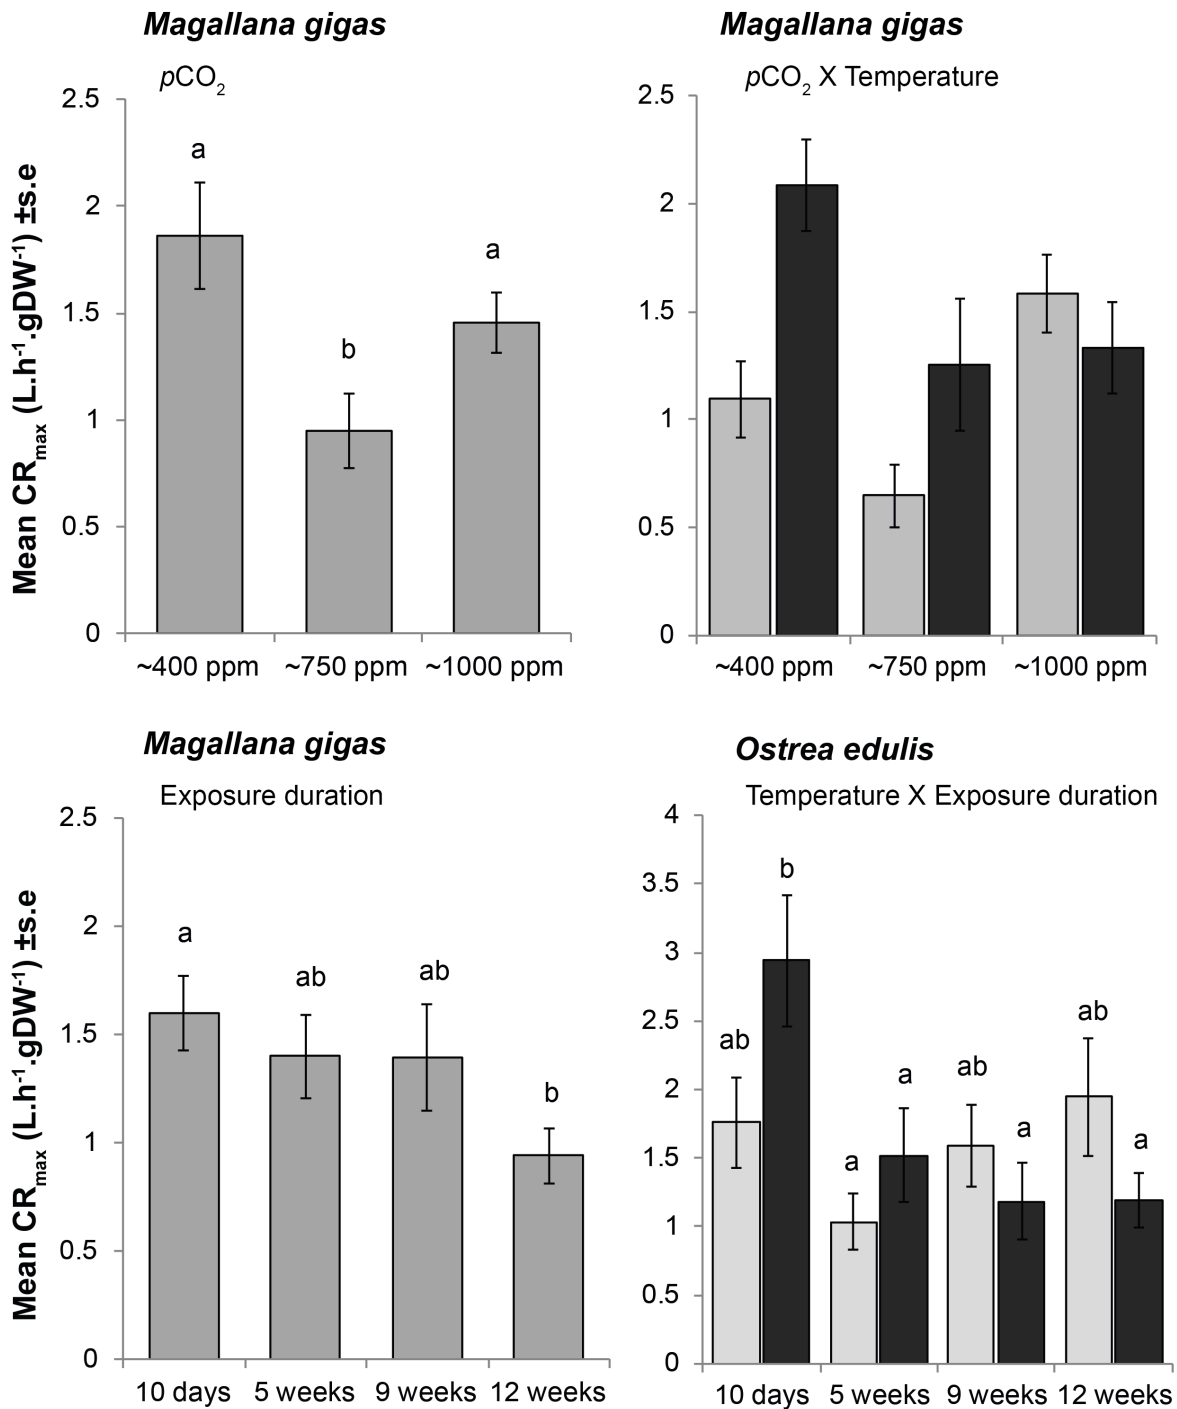 Magallana gigas
pCO2
Mean CRmax (L.h-1.gDW-1) ±s.e
2.5
2
1.5
1
0.5
0
a
b
a
~400 ppm
~750 ppm
~1000 ppm
Magallana gigas
pCO2 X Temperature
2.5
2
1.5
1
0.5
0
~400 ppm
~750 ppm
~1000 ppm
Magallana gigas
Exposure duration
Mean CRmax (L.h-1.gDW-1) ±s.e
2.5
2
1.5
1
0.5
0
a
ab
ab
b
10 days
5 weeks
9 weeks
12 weeks
Ostrea edulis
Temperature X Exposure duration
4
3.5
3
2.5
2
1.5
1
0.5
0
ab
b
a
a
ab
a
ab
a
10 days
5 weeks
9 weeks
12 weeks